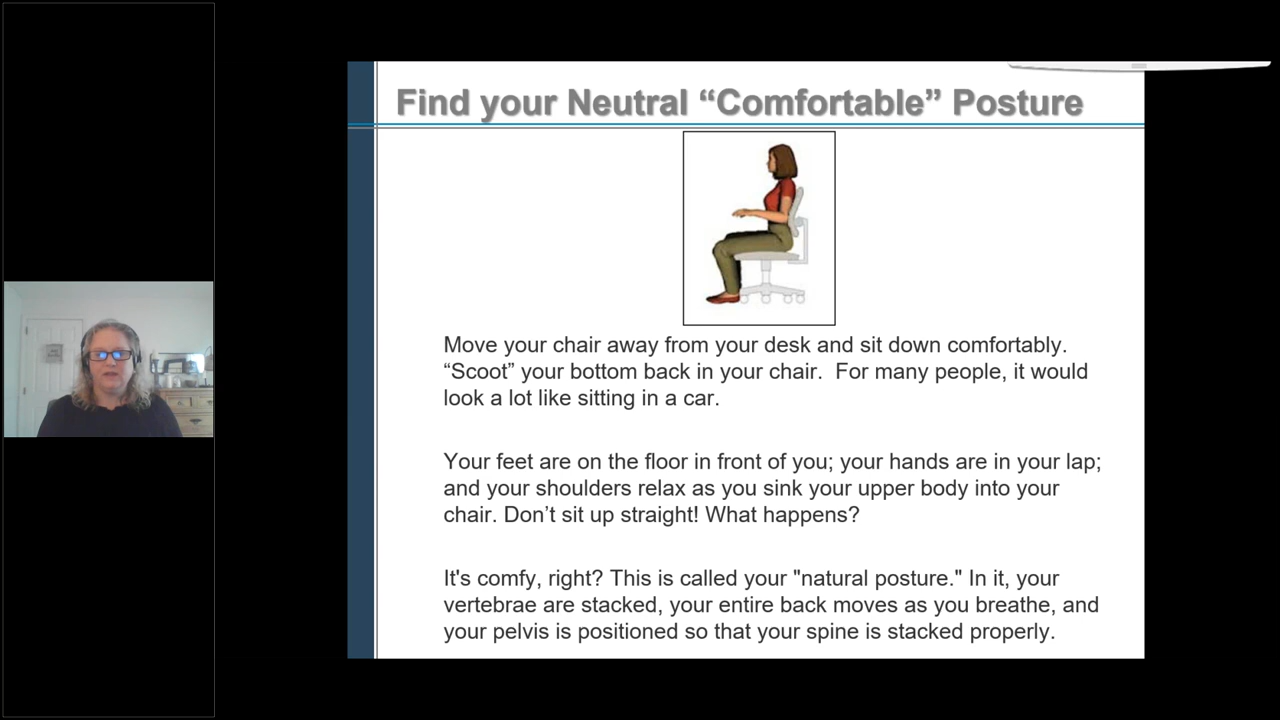 Find your Neutral “Comfortable” Posture
Move your chair away from your desk and sit down comfortably.
“Scoot” your bottom back in your chair.  For many people, it would
look a lot like sitting in a car.
Your feet are on the floor in front of you; your hands are in your lap;
and your shoulders relax as you sink your upper body into your
chair. Don’t sit up straight! What happens?
It's comfy, right? This is called your "natural posture." In it, your
vertebrae are stacked, your entire back moves as you breathe, and
your pelvis is positioned so that your spine is stacked properly.